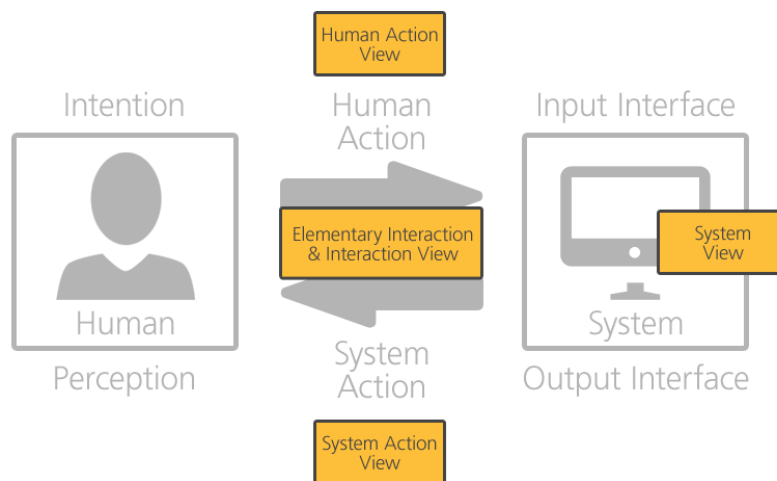 Human Action
View
Intention
Human
Action
Input Interface
Elementary Interaction
& Interaction View
System
View
Human
System
Perception
System
Action
Output Interface
System Action
View